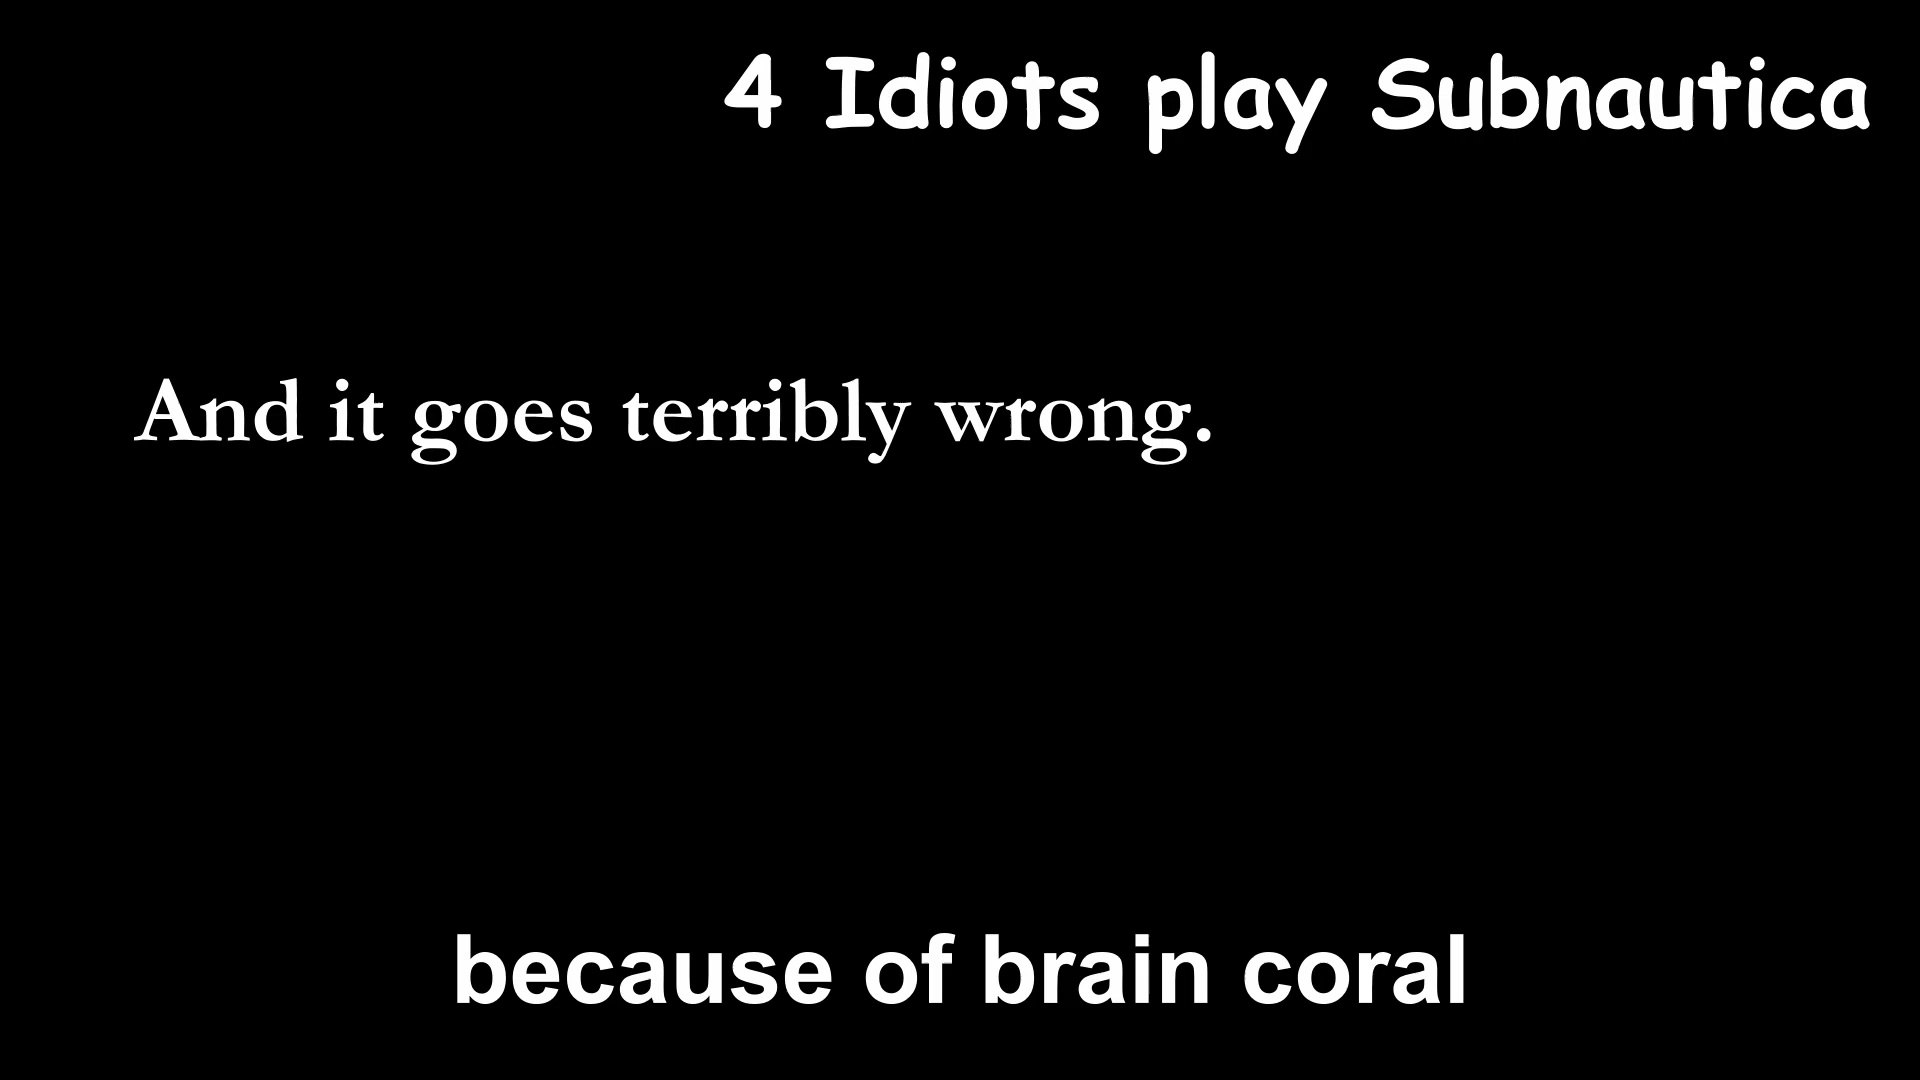 4 Idiots play Subnautica
And it goes terribly wrong.
because of brain coral